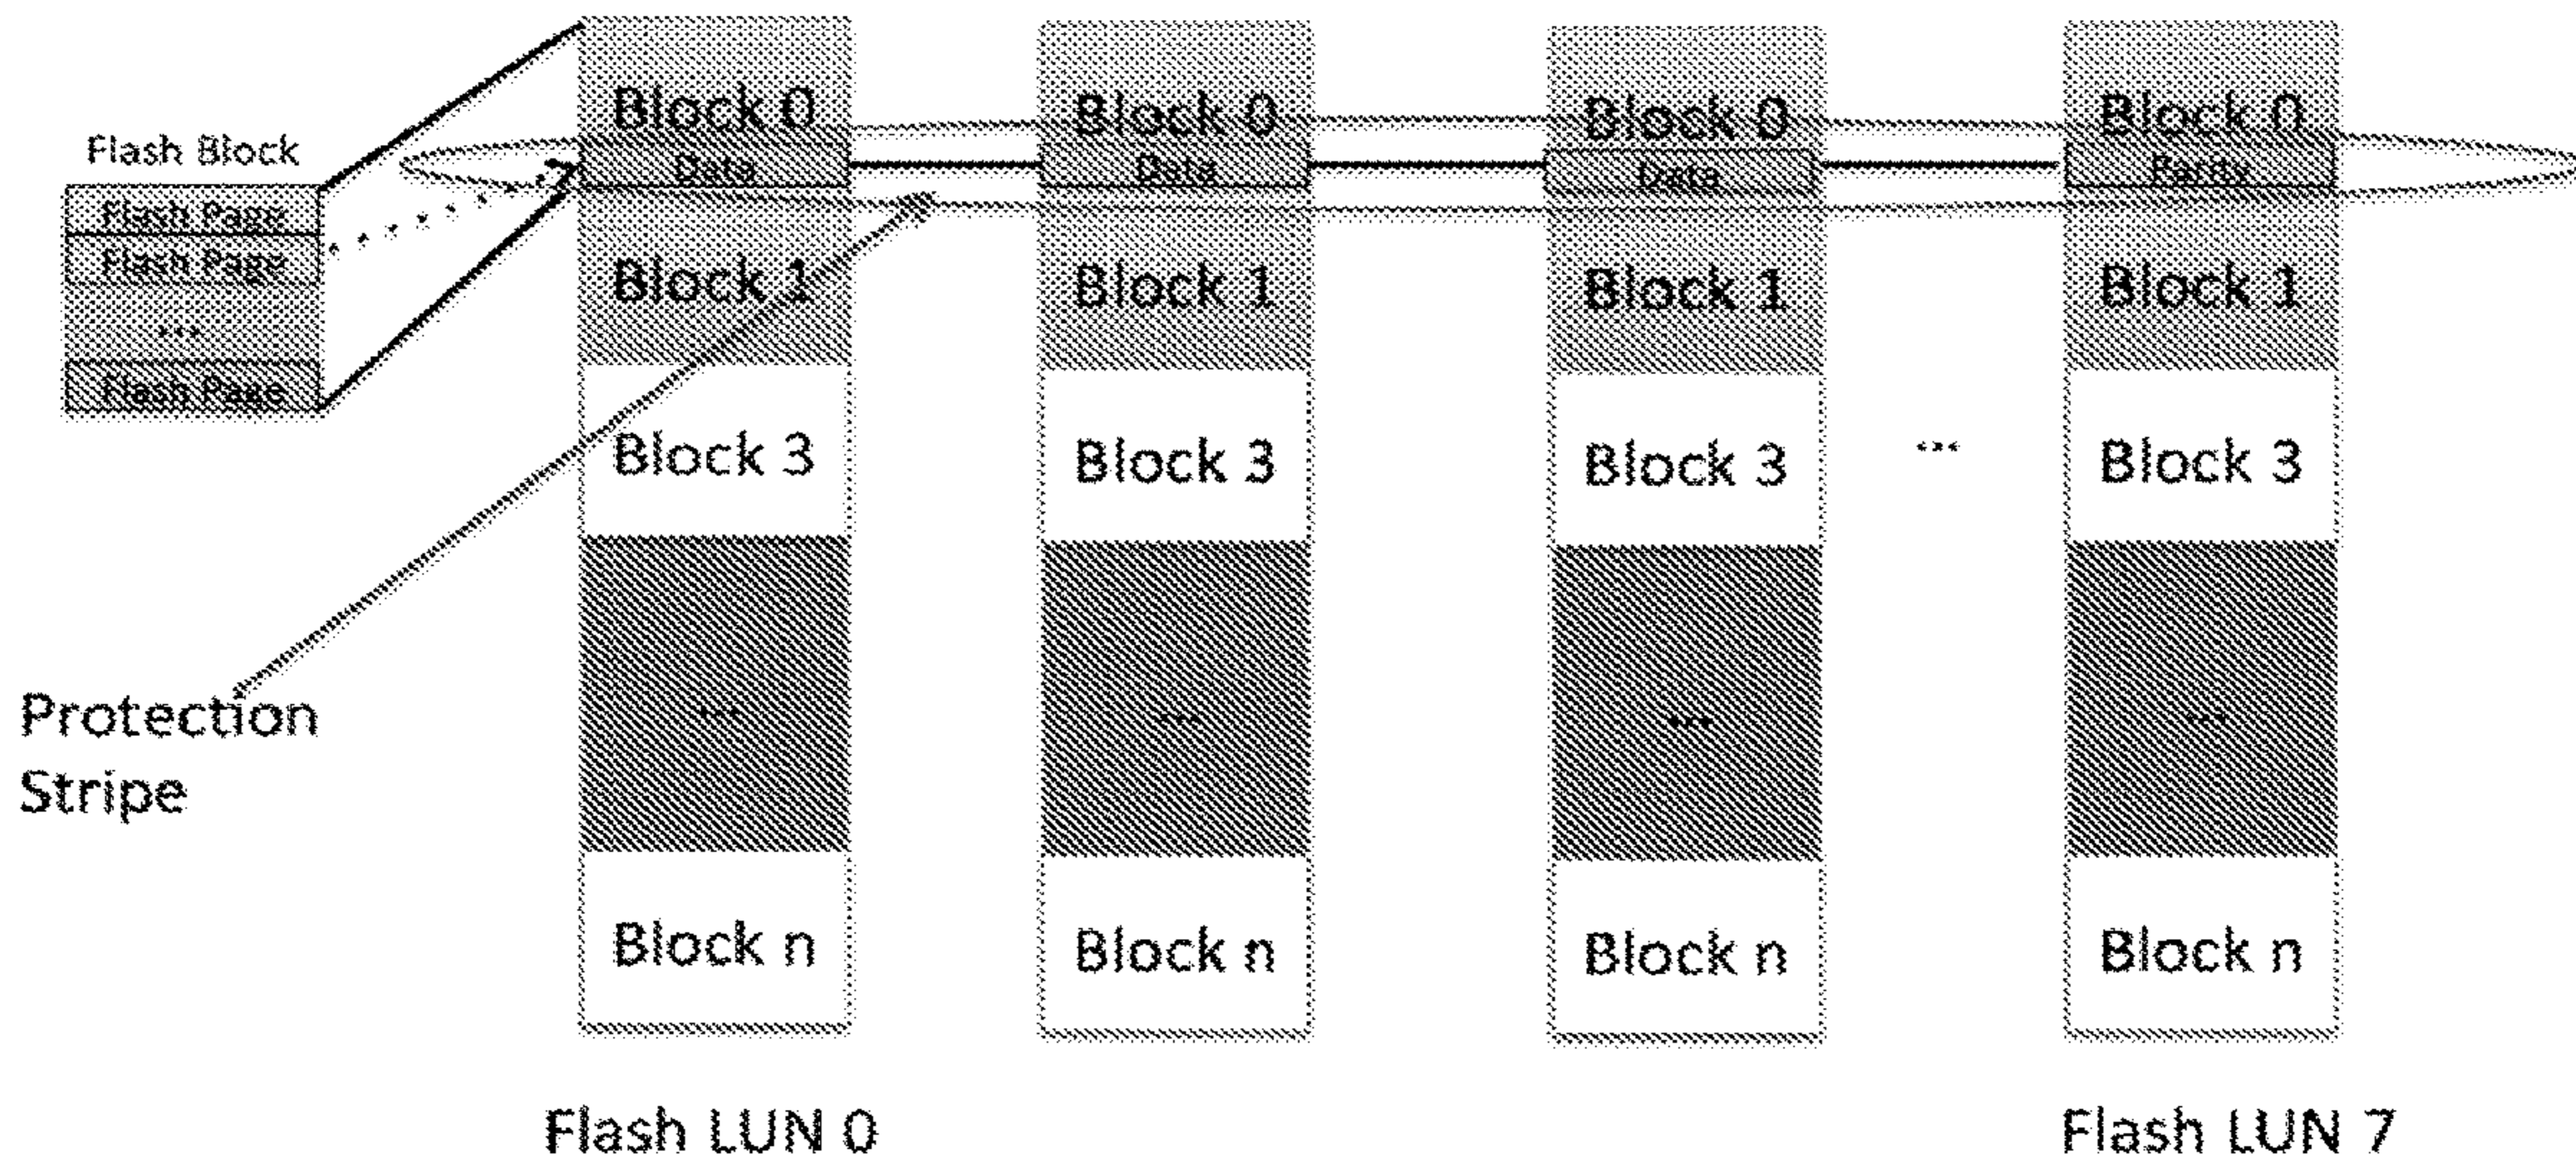 Flash Block
Flash Page
Flash Page
...
Flash Page
Protection
Stripe
Block 0
Data
Block 1
Block 3
...
Block n
Flash LUN 0
Block 0
Data
Block 1
Block 3
...
Block n
Block 0
Data
Block 1
Block 3
...
Block n
...
Block 0
Parity
Block 1
Block 3
...
Block n
Flash LUN 7